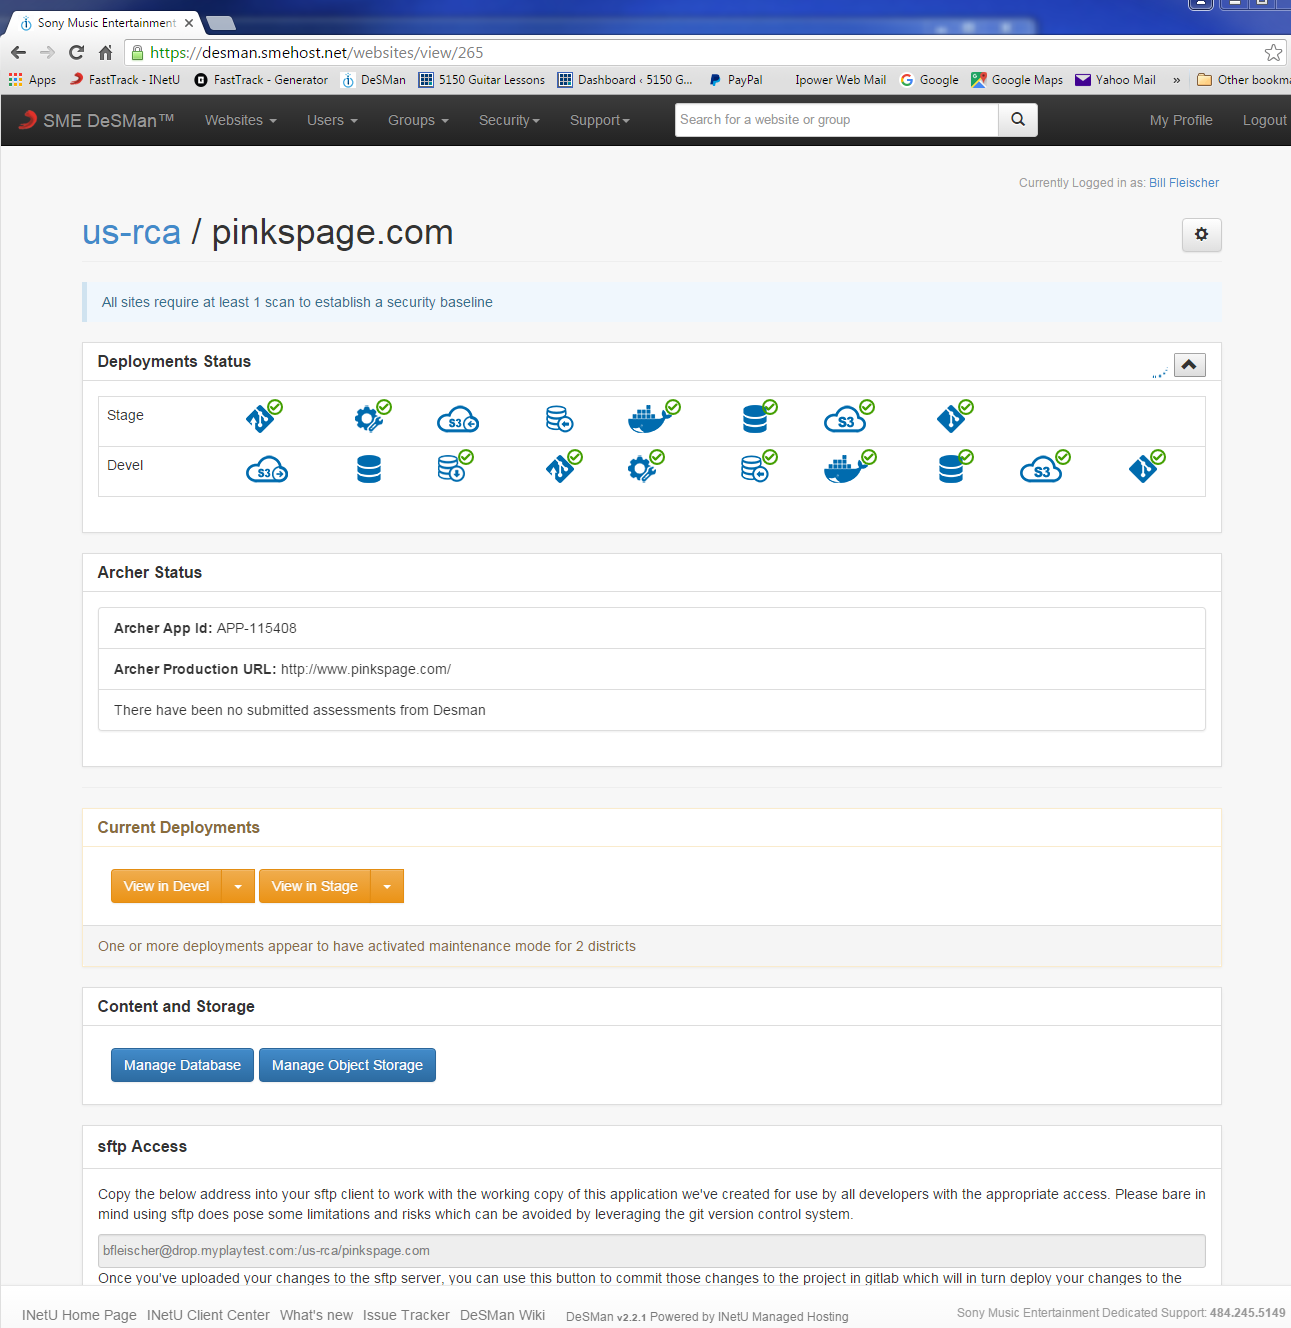 Sony Music Entertainment
https://desman.smehost.net/websites/view/265
Apps FastTrack - INetU FastTrack - Generator DeSMan 5150 Guitar Lessons Dashboard ‹ 5150 G... PayPal Ipower Web Mail Google Google Maps Yahoo Mail » Other bookma
SME DeSMan™ Websites Users Groups Security Support Search for a website or group My Profile Logout
Currently Logged in as: Bill Fleischer
us-rca / pinkspage.com
All sites require at least 1 scan to establish a security baseline
Deployments Status
Stage S3 S3
Devel S3 S3
Archer Status
Archer App Id: APP-115408
Archer Production URL: http://www.pinkspage.com/
There have been no submitted assessments from Desman
Current Deployments
View in Devel View in Stage
One or more deployments appear to have activated maintenance mode for 2 districts
Content and Storage
Manage Database Manage Object Storage
sftp Access
Copy the below address into your sftp client to work with the working copy of this application we've created for use by all developers with the appropriate access. Please bare in
mind using sftp does pose some limitations and risks which can be avoided by leveraging the git version control system.
bfleischer@drop.myplaytest.com:/us-rca/pinkspage.com
Once you've uploaded your changes to the sftp server, you can use this button to commit those changes to the project in gitlab which will in turn deploy your changes to the
INetU Home Page INetU Client Center What's new Issue Tracker DeSMan Wiki DeSMan v2.2.1 Powered by INetU Managed Hosting Sony Music Entertainment Dedicated Support: 484.245.5149